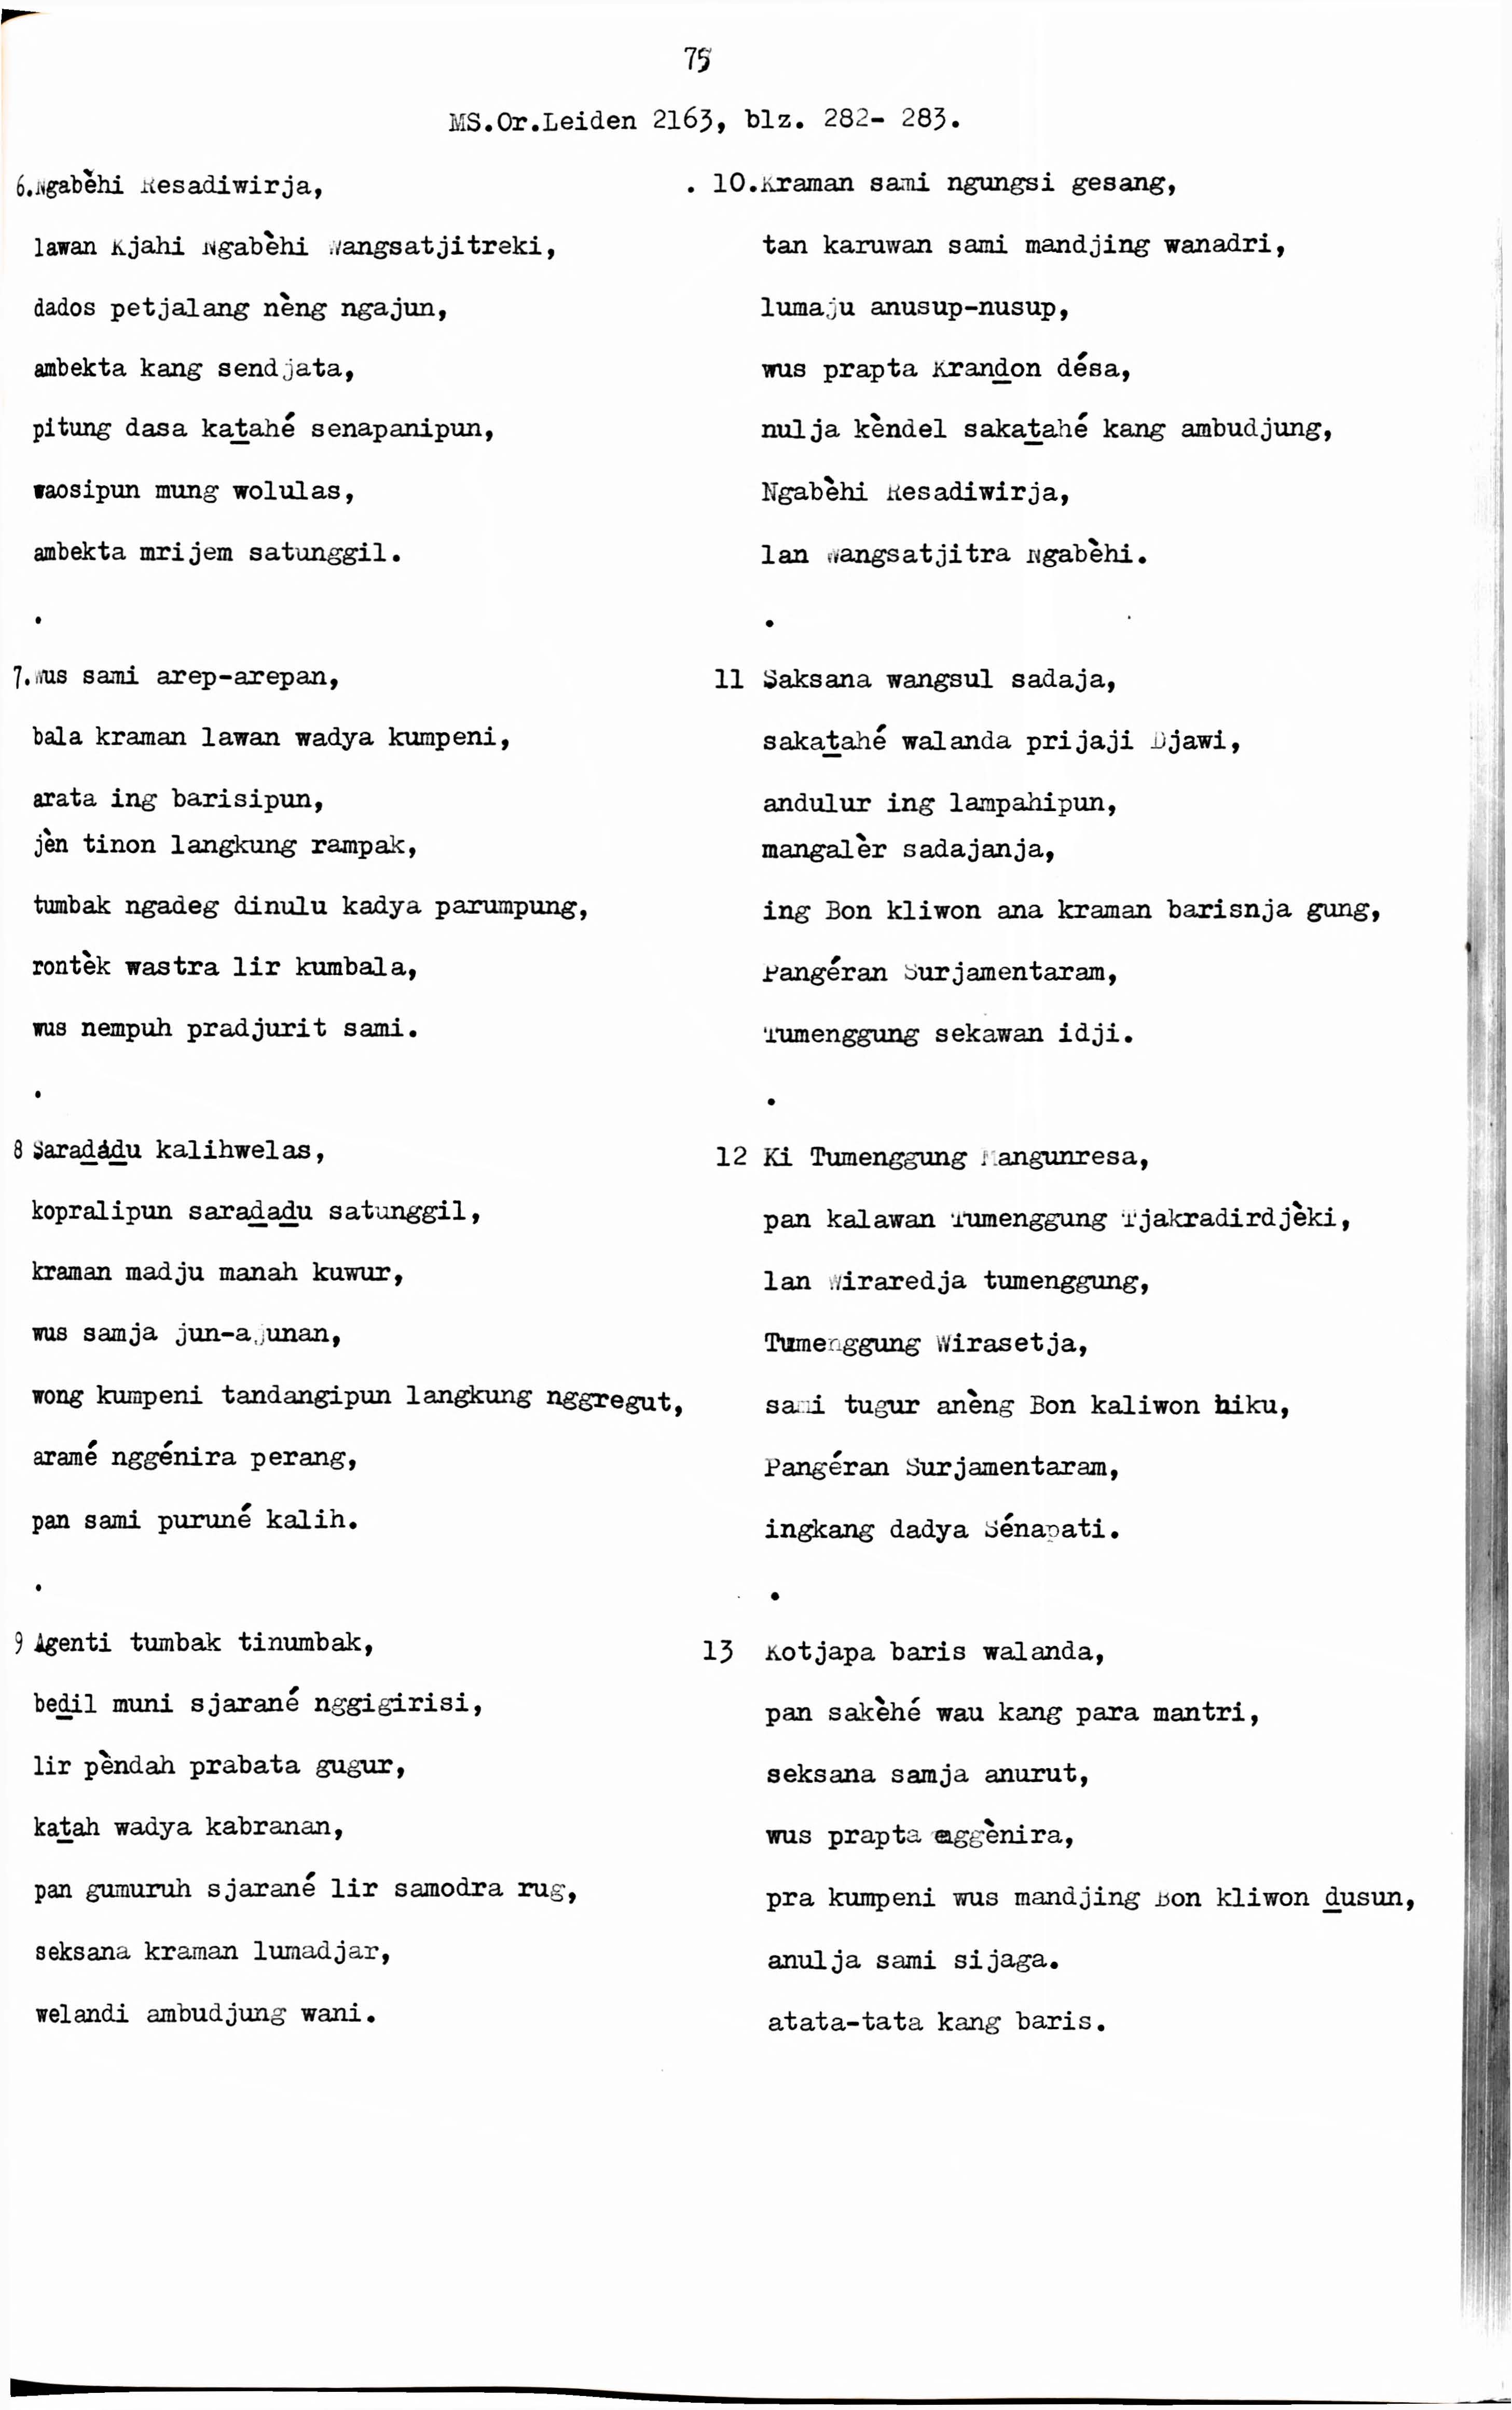 75
MS.Or.Leiden 2163, blz. 282- 283.
6.Ngabèhi Resadiwirja,
lawan Kjahi Ngabèhi Wangsatjitreki,
dados petjalang nèng ngajun,
ambekta kang sendjata,
pitung dasa kaṯahé senapanipun,
waosipun mung wolulas,
ambekta mrijem satunggil.
.
7.Wus sami arep-arepan,
bala kraman lawan wadya kumpeni,
arata ing barisipun,
jèn tinon langkung rampak,
tumbak ngadeg dinulu kadya parumpung,
rontèk wastra lir kumbala,
wus nempuh pradjurit sami.
.
8 Saraḏaḏu kalihwelas,
kopralipun saraḏaḏu satunggil,
kraman madju manah kuwur,
wus samja jun-ajunan,
wong kumpeni tandangipun langkung nggregut,
aramé nggénira perang,
pan sami puruné kalih.
.
9 Agenti tumbak tinumbak,
beḏil muni sjarané nggigirisi,
lir pèndah prabata gugur,
kaṯah wadya kabranan,
pan gumuruh sjarané lir samodra rug,
seksana kraman lumadjar,
welandi ambudjung wani.
. 10.Kraman sami ngungsi gesang,
tan karuwan sami mandjing wanadri,
lumaju anusup-nusup,
wus prapta Kranḏon désa,
nulja kèndel sakaṯahé kang ambudjung,
Ngabèhi Resadiwirja,
lan Wangsatjitra Ngabèhi.
.
11 Saksana wangsul sadaja,
sakaṯahé walanda prijaji Djawi,
andulur ing lampahipun,
mangalèr sadajanja,
ing Bon kliwon ana kraman barisnja gung,
Pangéran Surjamentaram,
Tumenggung sekawan idji.
.
12 Ki Tumenggung Mangunresa,
pan kalawan Tumenggung Tjakradirdjèki,
lan Wiraredja tumenggung,
Tumenggung Wirasetja,
sami tugur anèng Bon kaliwon hiku,
Pangéran Surjamentaram,
ingkang dadya Sénapati.
.
13 Kotjapa baris walanda,
pan sakèhé wau kang para mantri,
seksana samja anurut,
wus prapta enggènira,
pra kumpeni wus mandjing Bon kliwon ḏusun,
anulja sami sijaga.
atata-tata kang baris.